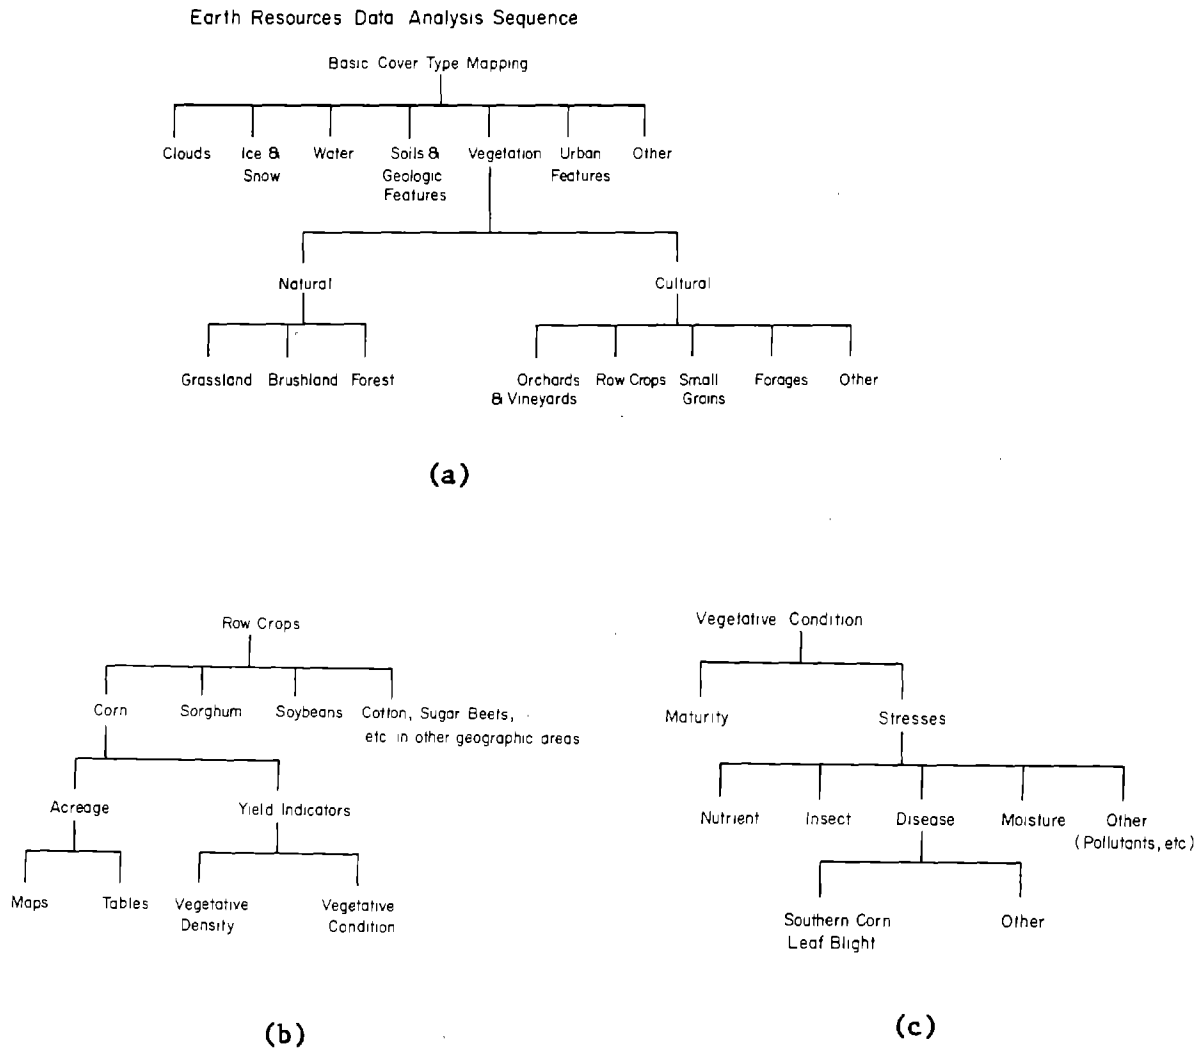 Earth Resources Data Analysis Sequence
Basic Cover Type Mapping
Clouds
Ice &
Snow
Water
Soils &
Geologic
Features
Vegetation
Urban
Features
Other
Natural
Cultural
Grassland
Brushland
Forest
Orchards
& Vineyards
Row Crops
Small
Grains
Forages
Other
(a)
Row Crops
Corn
Sorghum
Soybeans
Cotton, Sugar Beets,
etc in other geographic areas
Acreage
Yield Indicators
Maps
Tables
Vegetative
Density
Vegetative
Condition
(b)
Vegetative Condition
Maturity
Stresses
Nutrient
Insect
Disease
Moisture
Other
(Pollutants, etc)
Southern Corn
Leaf Blight
Other
(c)